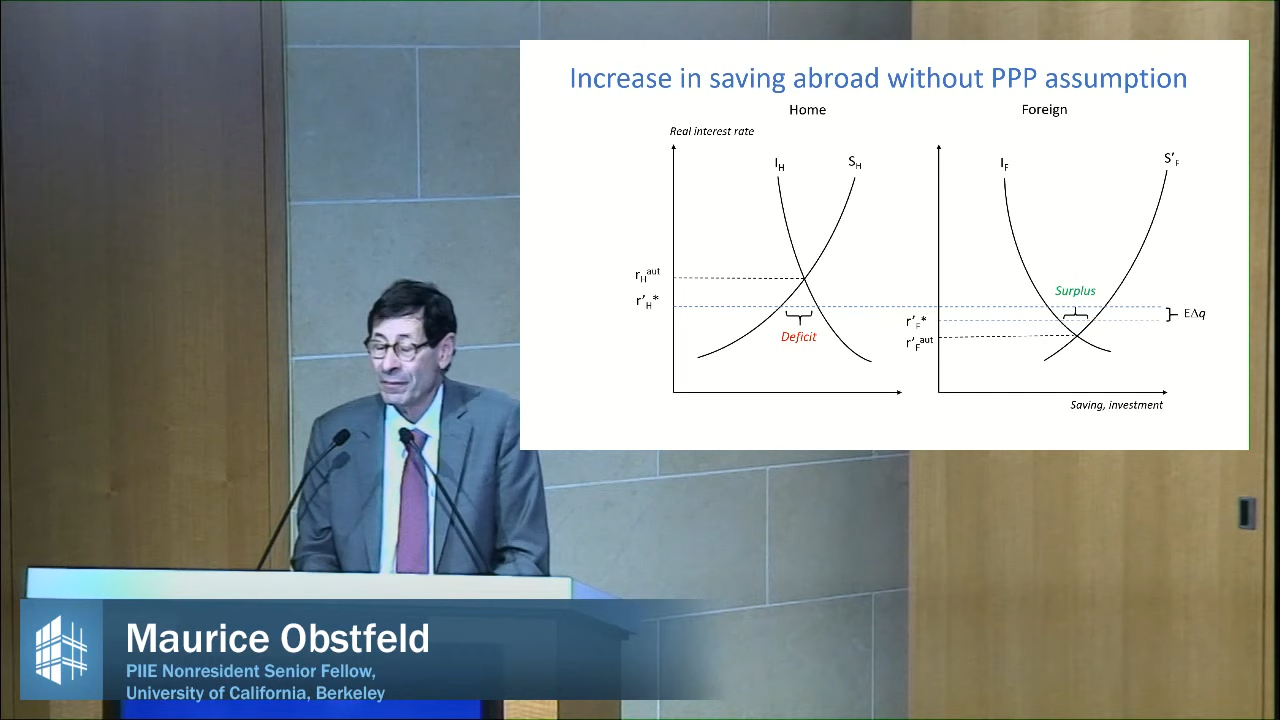 Increase in saving abroad without PPP assumption
Home
Foreign
Real interest rate
I_H
S_H
I_F
S'_F
r_H^aut
r'_H*
Deficit
Surplus
r'_F*
r'_F^aut
EΔq
Saving, investment
Maurice Obstfeld
PIIE Nonresident Senior Fellow,
University of California, Berkeley